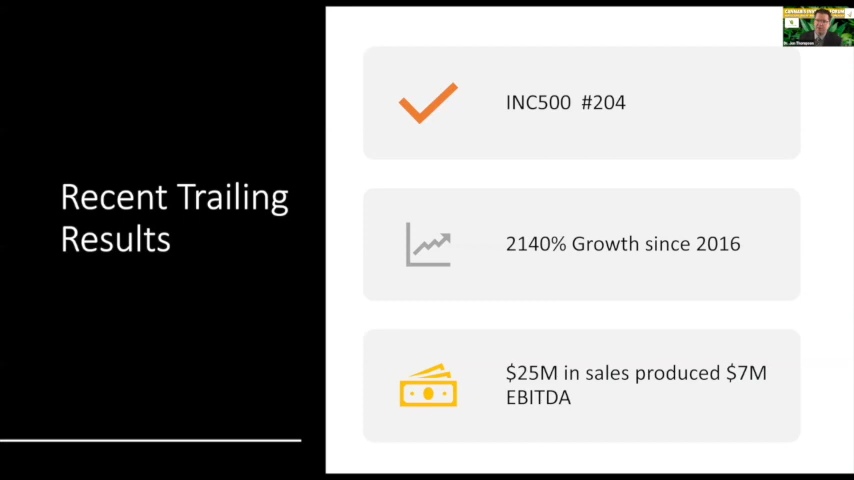 Recent Trailing
Results
INC500 #204
2140% Growth since 2016
$25M in sales produced $7M
EBITDA